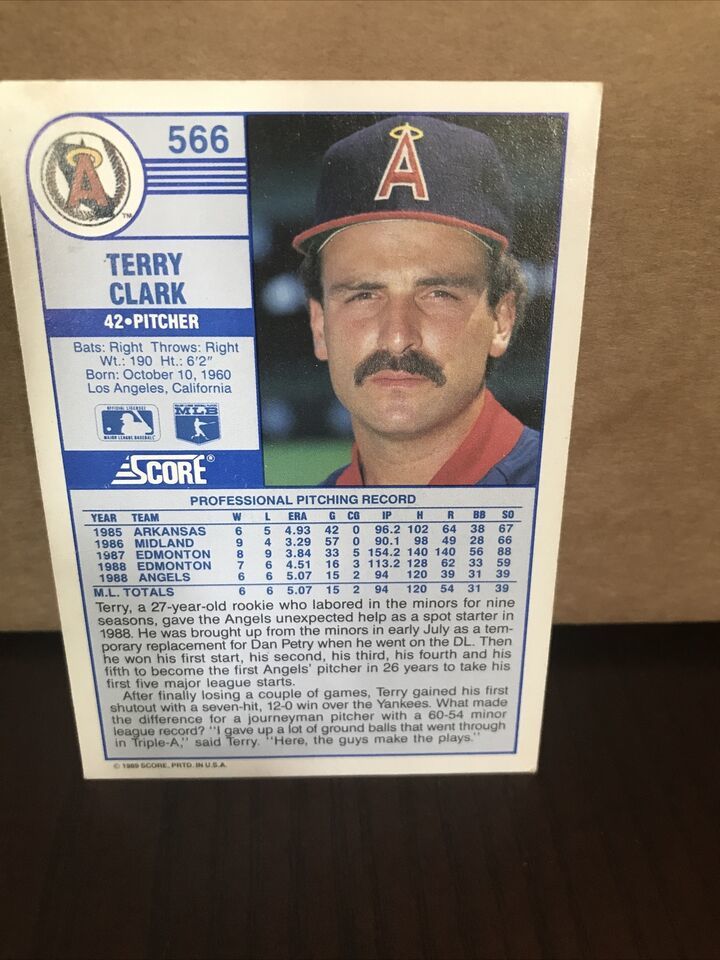 566
A
A
TM
TERRY
CLARK
42•PITCHER
Bats: Right Throws: Right
Wt.: 190 Ht.: 6'2"
Born: October 10, 1960
Los Angeles, California
OFFICIAL LICENSEE
MAJOR LEAGUE BASEBALL
MLB
SCORE®
PROFESSIONAL PITCHING RECORD
YEAR TEAM W L ERA G CG IP H R BB SO
1985 ARKANSAS 6 5 4.93 42 0 96.2 102 64 38 67
1986 MIDLAND 9 4 3.29 57 0 90.1 98 49 28 66
1987 EDMONTON 8 9 3.84 33 5 154.2 140 140 56 88
1988 EDMONTON 7 6 4.51 16 3 113.2 128 62 33 59
1988 ANGELS 6 6 5.07 15 2 94 120 39 31 39
M.L. TOTALS 6 6 5.07 15 2 94 120 54 31 39
Terry, a 27-year-old rookie who labored in the minors for nine
seasons, gave the Angels unexpected help as a spot starter in
1988. He was brought up from the minors in early July as a tem-
porary replacement for Dan Petry when he went on the DL. Then
he won his first start, his second, his third, his fourth and his
fifth to become the first Angels' pitcher in 26 years to take his
first five major league starts.
After finally losing a couple of games, Terry gained his first
shutout with a seven-hit, 12-0 win over the Yankees. What made
the difference for a journeyman pitcher with a 60-54 minor
league record? "I gave up a lot of ground balls that went through
in Triple-A," said Terry. "Here, the guys make the plays."
© 1989 SCORE, PRTD. IN U.S.A.